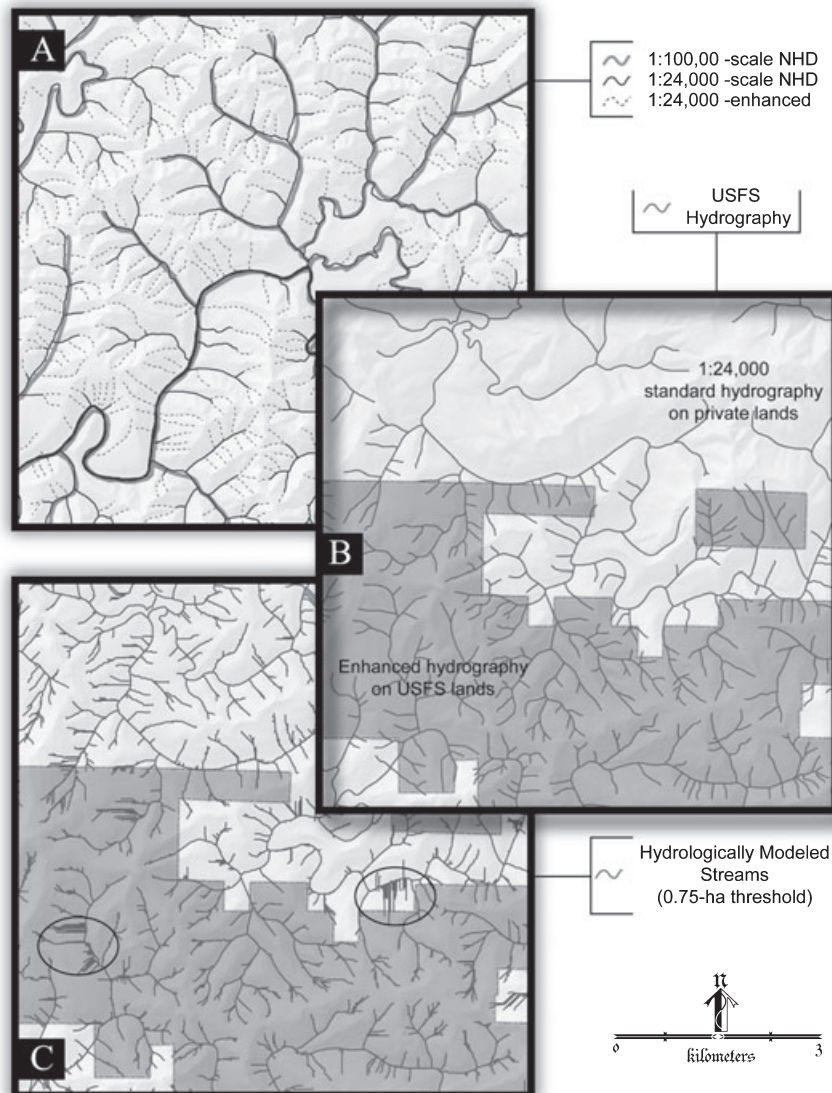 A
1:100,00 -scale NHD
1:24,000 -scale NHD
1:24,000 -enhanced
USFS
Hydrography
1:24,000
standard hydrography
on private lands
B
Enhanced hydrography
on USFS lands
Hydrologically Modeled
Streams
(0.75-ha threshold)
C
N
0
3
kilometers